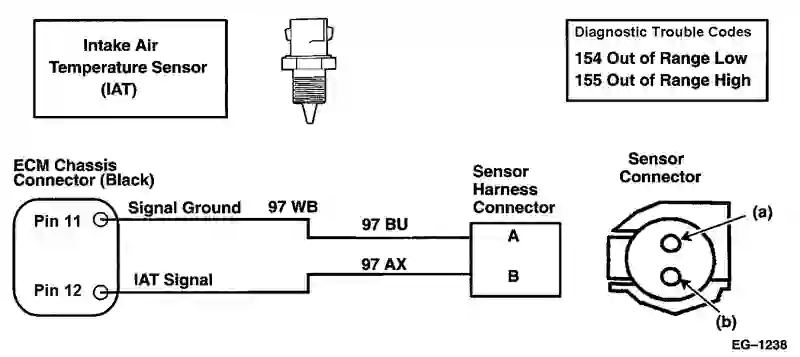 Intake Air
Temperature Sensor
(IAT)
Diagnostic Trouble Codes
154 Out of Range Low
155 Out of Range High
ECM Chassis
Connector (Black)
Sensor
Harness
Connector
Sensor
Connector
Pin 11
Signal Ground
97 WB
97 BU
A
(a)
97 AX
B
Pin 12
IAT Signal
(b)
EG–1238